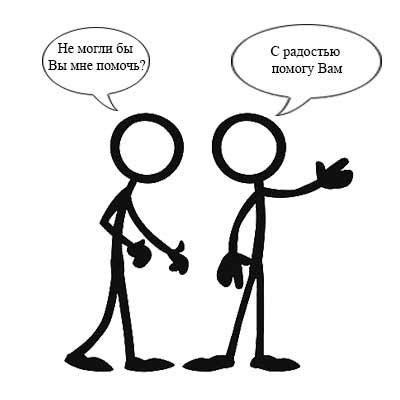 Не могли бы
Вы мне помочь?
С радостью
помогу Вам